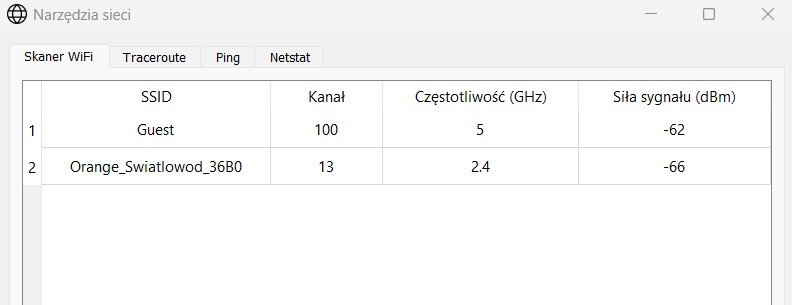 Narzędzia sieci
Skaner WiFi Traceroute Ping Netstat
SSID Kanał Częstotliwość (GHz) Siła sygnału (dBm)
1 Guest 100 5 -62
2 Orange_Swiatlowod_36B0 13 2.4 -66